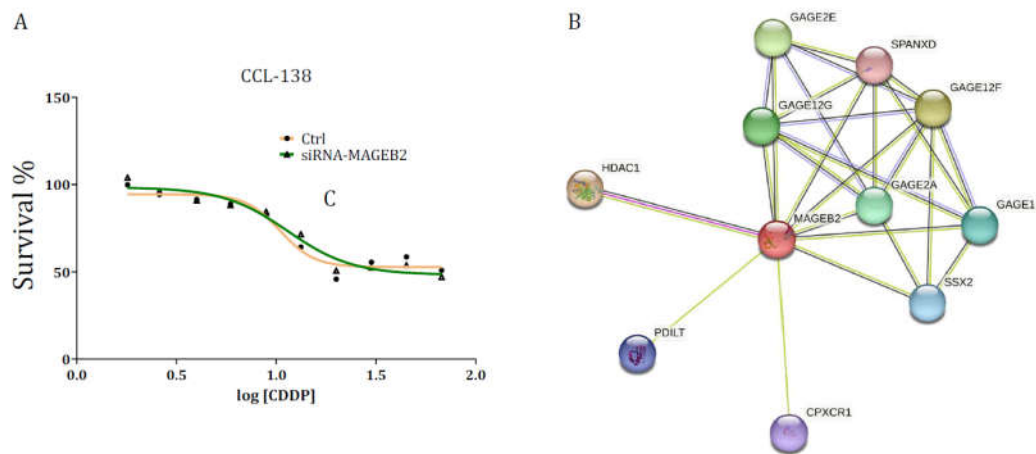 A
CCL-138
Survival %
150
100
50
0
Ctrl
siRNA-MAGEB2
C
0.0 0.5 1.0 1.5 2.0
log [CDDP]
B
GAGE2E
SPANXD
GAGE12F
GAGE12G
HDAC1
GAGE2A
MAGEB2
GAGE1
SSX2
PDILT
CPXCR1